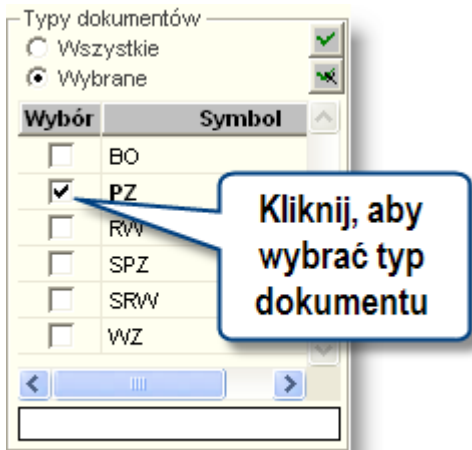 Typy dokumentów
Wszystkie
Wybrane
Wybór Symbol
BO
PZ
RW
SPZ
SRW
WZ
Kliknij, aby
wybrać typ
dokumentu